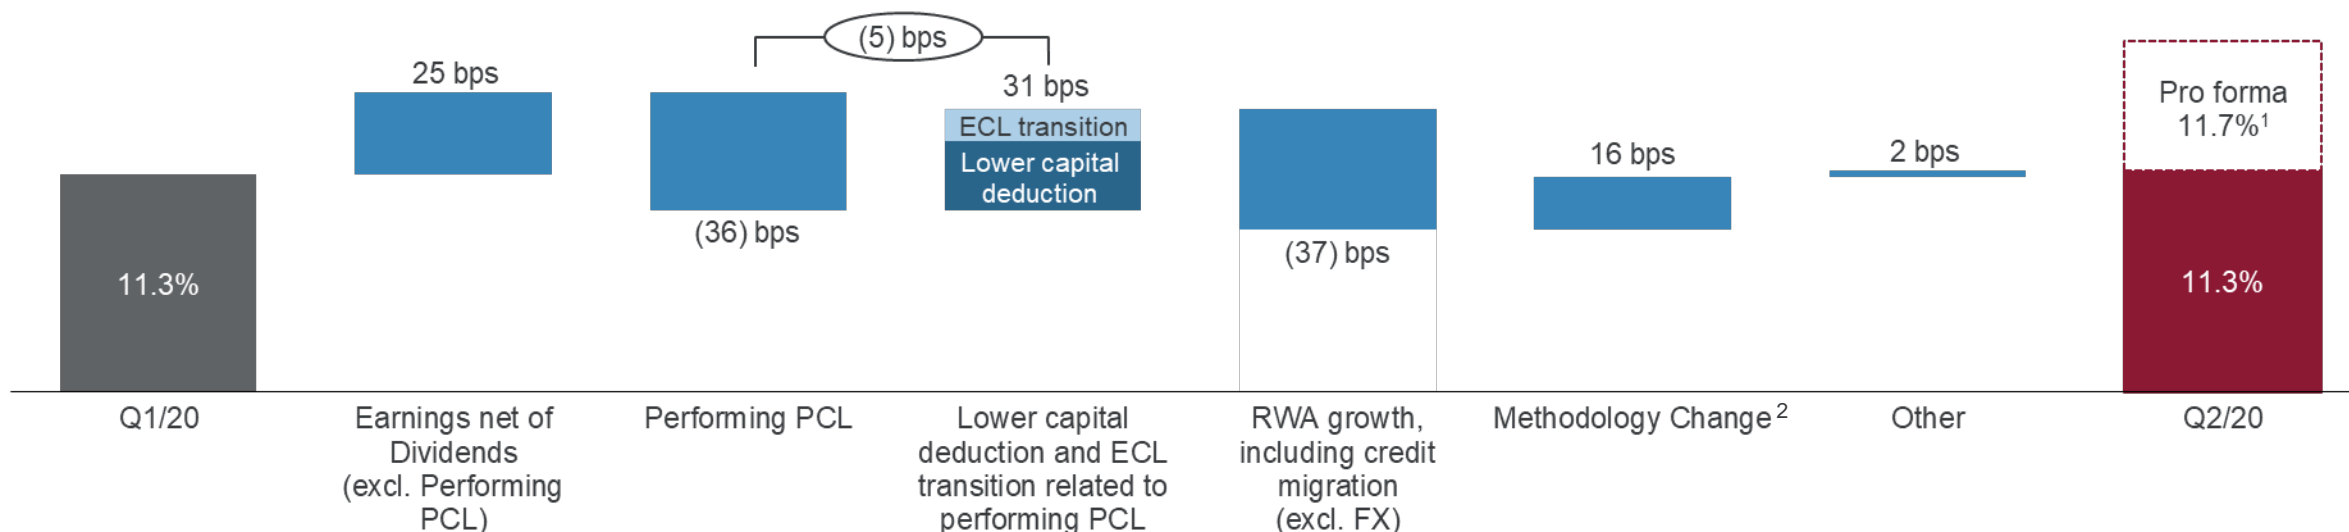 (5) bps
25 bps
31 bps
ECL transition
Lower capital
deduction
(36) bps
(37) bps
16 bps
2 bps
Pro forma
11.7%¹
11.3%
11.3%
Q1/20
Earnings net of
Dividends
(excl. Performing
PCL)
Performing PCL
Lower capital
deduction and ECL
transition related to
performing PCL
RWA growth,
including credit
migration
(excl. FX)
Methodology Change ²
Other
Q2/20